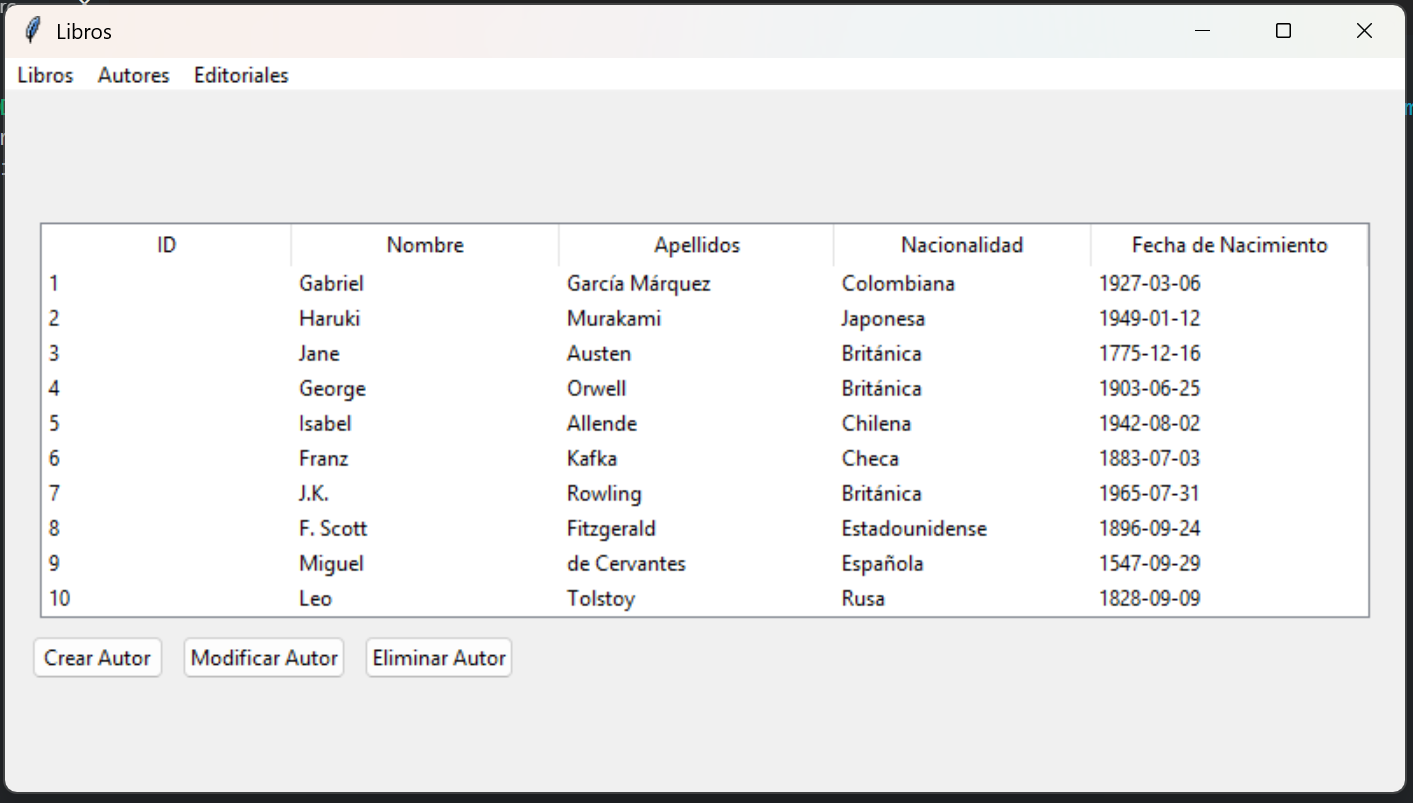 Libros
Libros Autores Editoriales
ID Nombre Apellidos Nacionalidad Fecha de Nacimiento
1 Gabriel García Márquez Colombiana 1927-03-06
2 Haruki Murakami Japonesa 1949-01-12
3 Jane Austen Británica 1775-12-16
4 George Orwell Británica 1903-06-25
5 Isabel Allende Chilena 1942-08-02
6 Franz Kafka Checa 1883-07-03
7 J.K. Rowling Británica 1965-07-31
8 F. Scott Fitzgerald Estadounidense 1896-09-24
9 Miguel de Cervantes Española 1547-09-29
10 Leo Tolstoy Rusa 1828-09-09
Crear Autor Modificar Autor Eliminar Autor